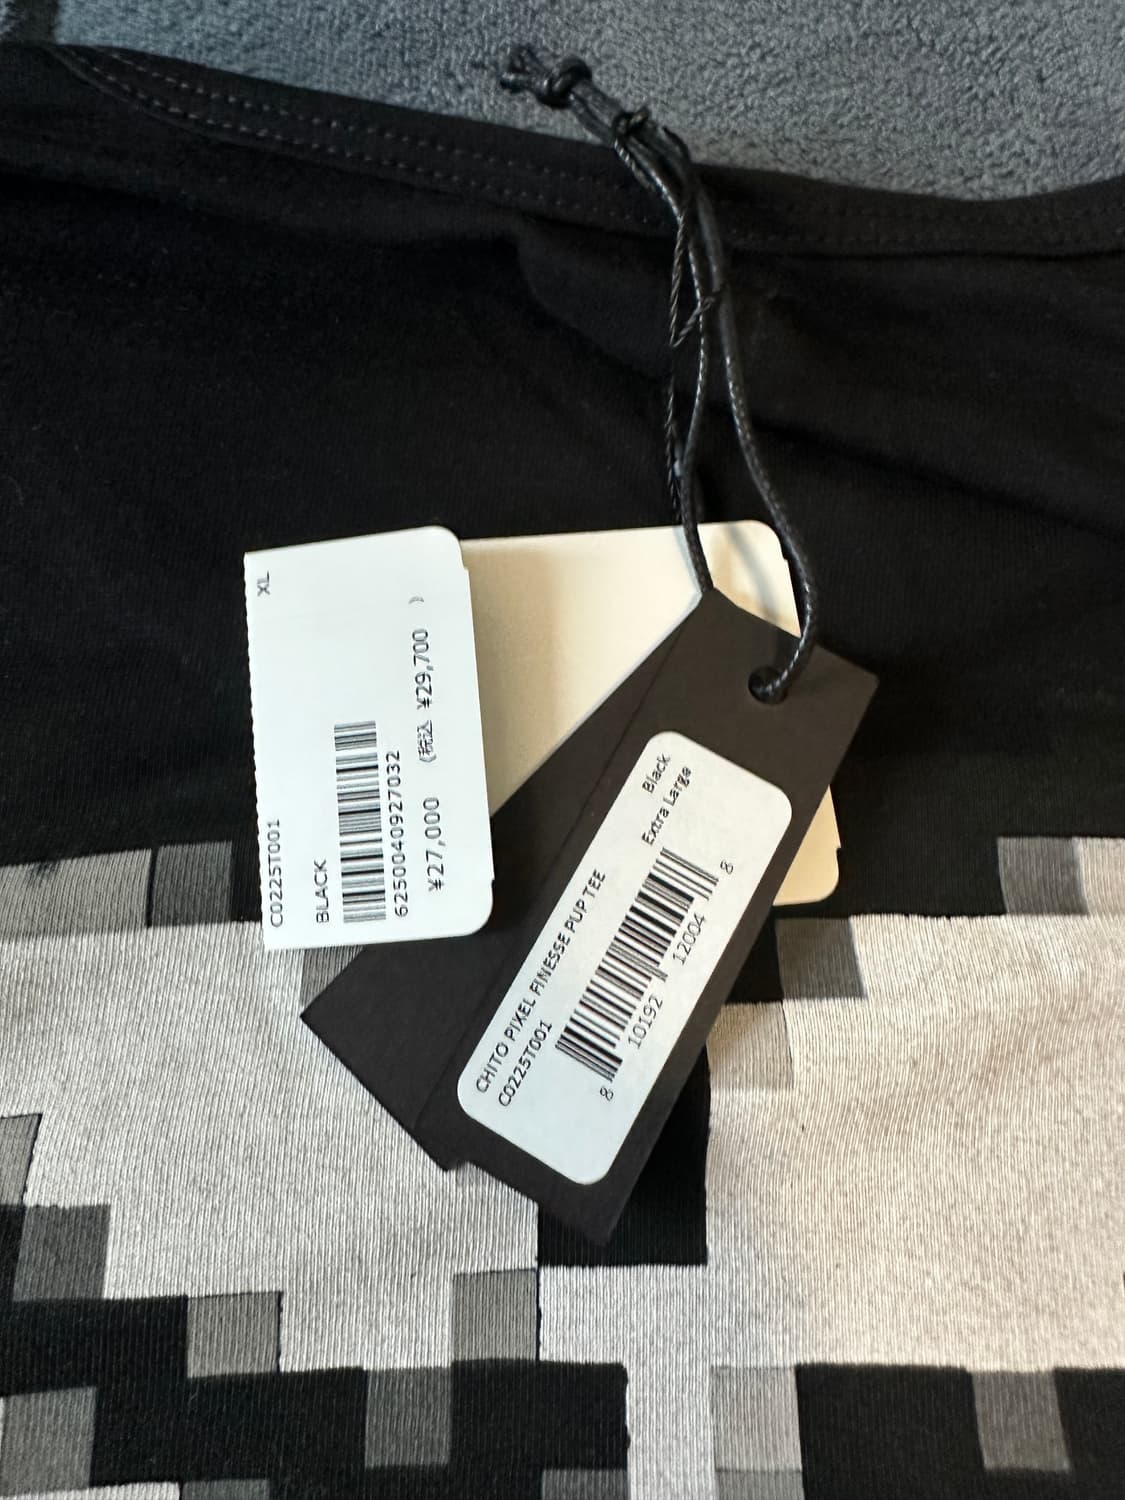 C0225T001 XL
BLACK
6250040927032
¥27,000 (税込 ¥29,700 )
CHITO PIXEL FINESSE PUP TEE
C0225T001
Black
Extra Large
8 10192 12004 8